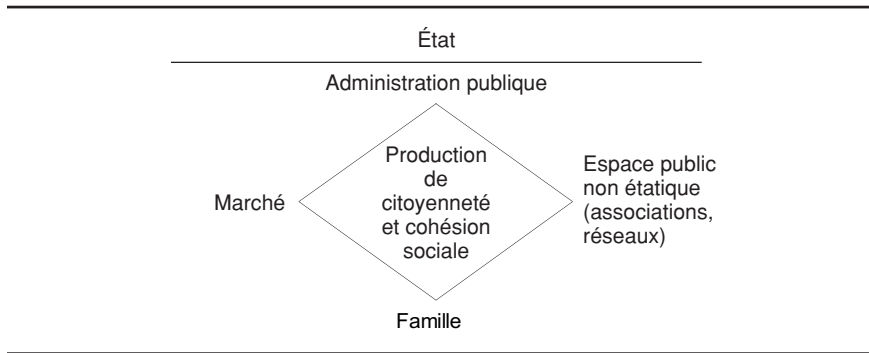 État
Administration publique
Production
de
citoyenneté
et cohésion
sociale
Marché
Espace public
non étatique
(associations,
réseaux)
Famille